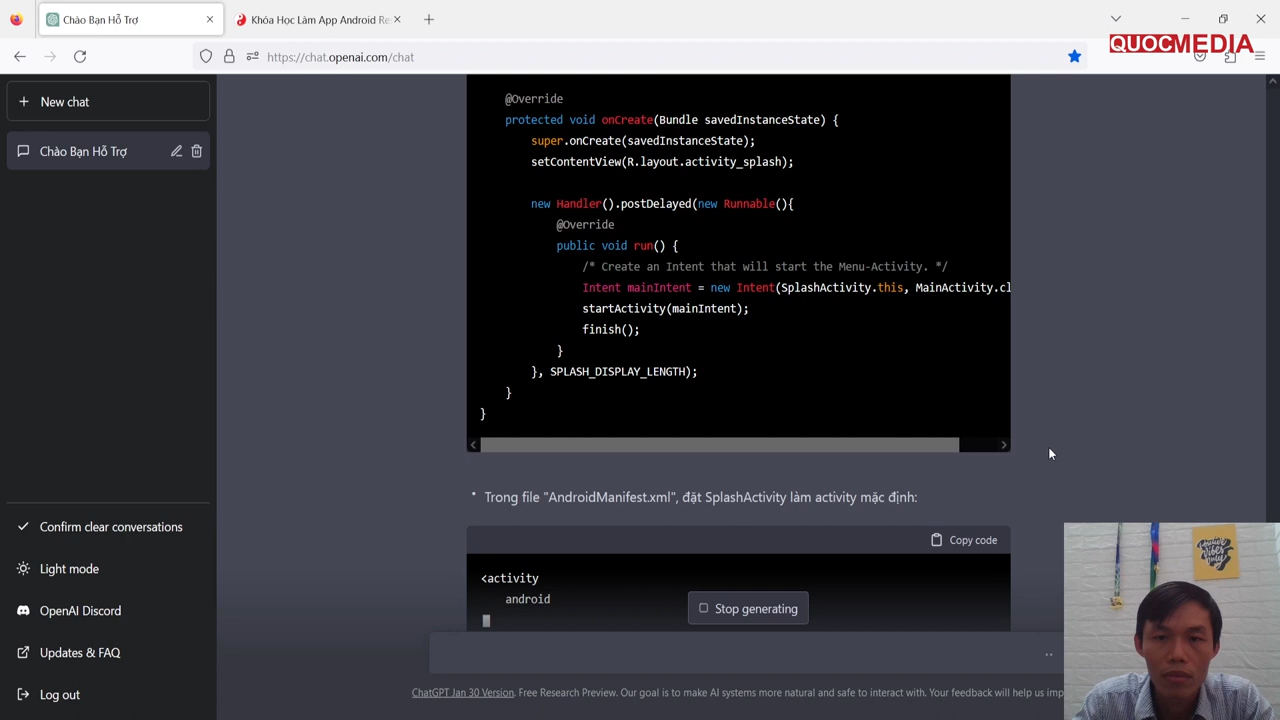 Chào Bạn Hỗ Trợ
Khóa Học Làm App Android Re
https://chat.openai.com/chat
QUOCMEDIA
New chat
Chào Bạn Hỗ Trợ
@Override
protected void onCreate(Bundle savedInstanceState) {
super.onCreate(savedInstanceState);
setContentView(R.layout.activity_splash);
new Handler().postDelayed(new Runnable(){
@Override
public void run() {
/* Create an Intent that will start the Menu-Activity. */
Intent mainIntent = new Intent(SplashActivity.this, MainActivity.cl
startActivity(mainIntent);
finish();
}
}, SPLASH_DISPLAY_LENGTH);
}
}
• Trong file "AndroidManifest.xml", đặt SplashActivity làm activity mặc định:
Copy code
<activity
android
Stop generating
Confirm clear conversations
Light mode
OpenAI Discord
Updates & FAQ
Log out
ChatGPT Jan 30 Version. Free Research Preview. Our goal is to make AI systems more natural and safe to interact with. Your feedback will help us imp